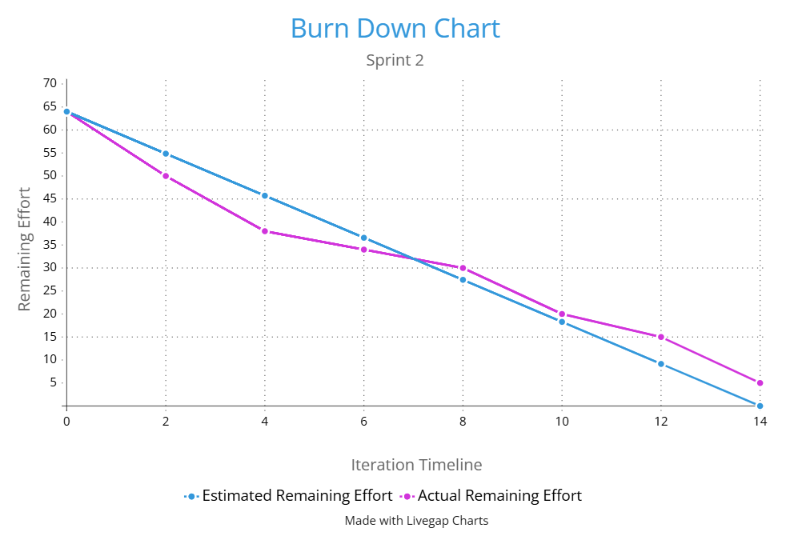 Burn Down Chart
Sprint 2
70
65
60
55
50
45
40
35
30
25
20
15
10
5
Remaining Effort
0 2 4 6 8 10 12 14
Iteration Timeline
Estimated Remaining Effort Actual Remaining Effort
Made with Livegap Charts